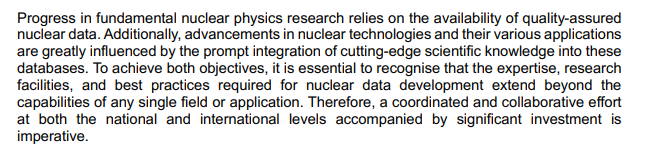 Progress in fundamental nuclear physics research relies on the availability of quality-assured
nuclear data. Additionally, advancements in nuclear technologies and their various applications
are greatly influenced by the prompt integration of cutting-edge scientific knowledge into these
databases. To achieve both objectives, it is essential to recognise that the expertise, research
facilities, and best practices required for nuclear data development extend beyond the
capabilities of any single field or application. Therefore, a coordinated and collaborative effort
at both the national and international levels accompanied by significant investment is
imperative.